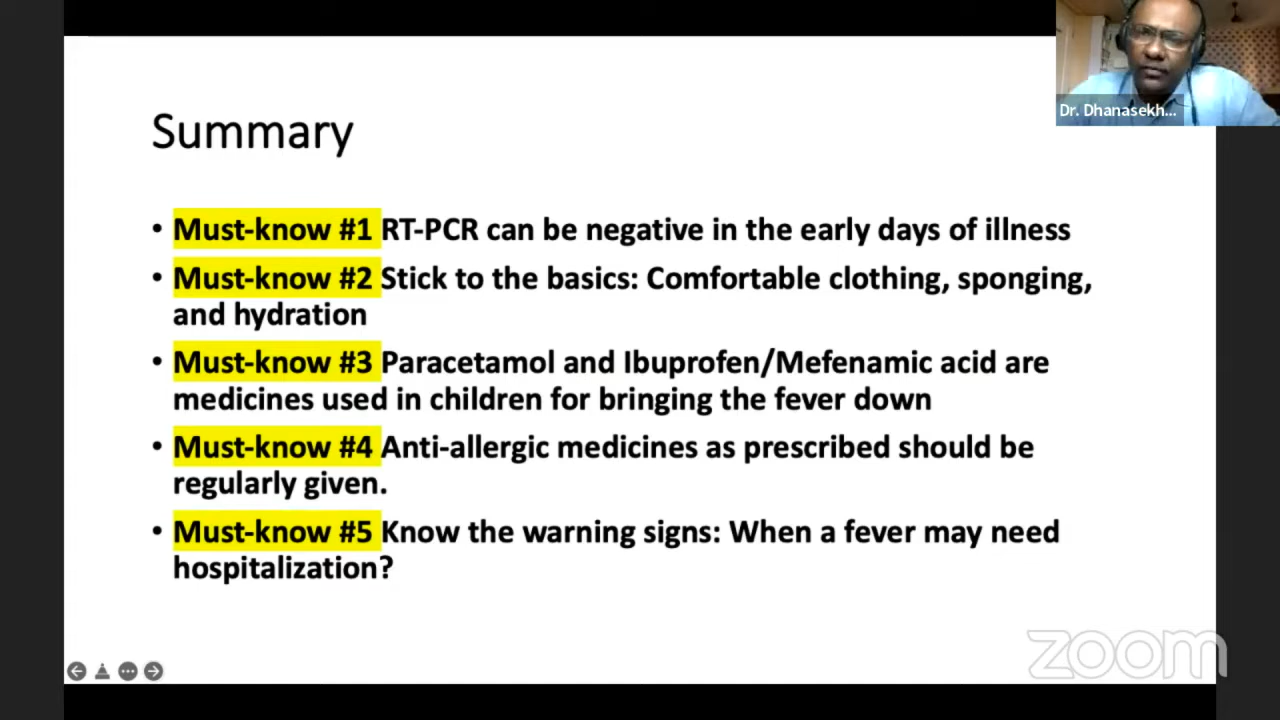 Dr. Dhanasekh...
Summary
• Must-know #1 RT-PCR can be negative in the early days of illness
• Must-know #2 Stick to the basics: Comfortable clothing, sponging,
and hydration
• Must-know #3 Paracetamol and Ibuprofen/Mefenamic acid are
medicines used in children for bringing the fever down
• Must-know #4 Anti-allergic medicines as prescribed should be
regularly given.
• Must-know #5 Know the warning signs: When a fever may need
hospitalization?
zoom